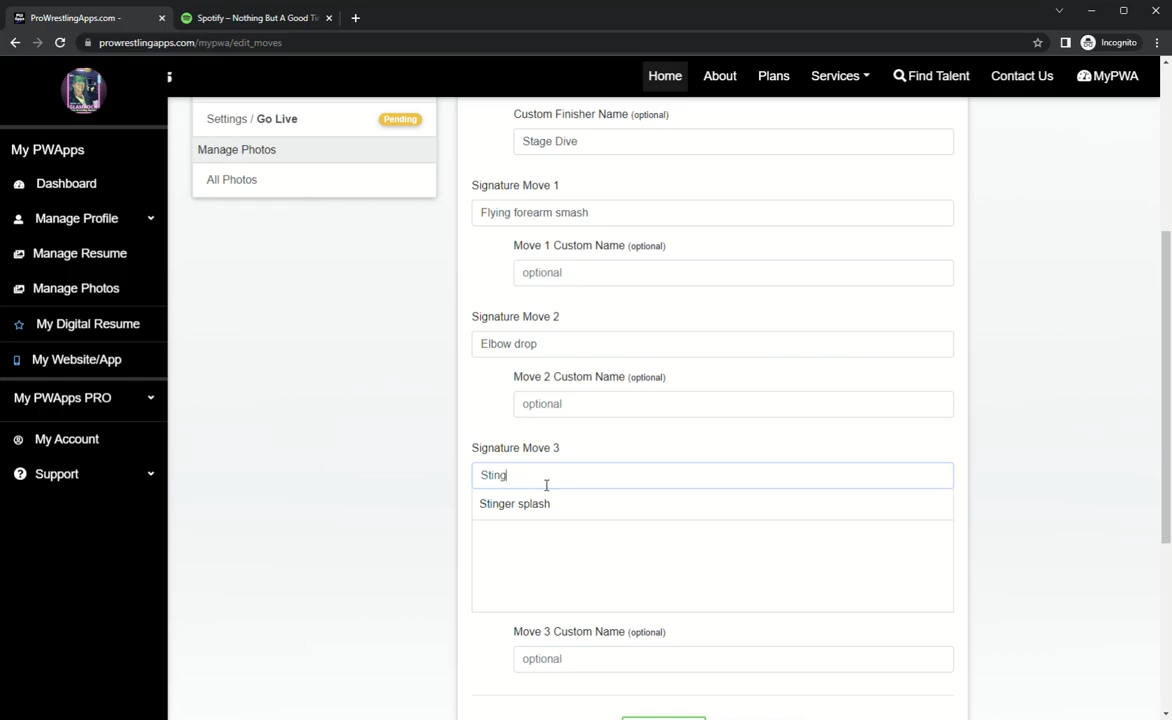 ProWrestlingApps.com -
Spotify – Nothing But A Good Ti
prowrestlingapps.com/mypwa/edit_moves
Incognito
Home
About
Plans
Services
Find Talent
Contact Us
MyPWA
My PWApps
Dashboard
Manage Profile
Manage Resume
Manage Photos
My Digital Resume
My Website/App
My PWApps PRO
My Account
Support
Settings / Go Live
Pending
Manage Photos
All Photos
Custom Finisher Name (optional)
Stage Dive
Signature Move 1
Flying forearm smash
Move 1 Custom Name (optional)
optional
Signature Move 2
Elbow drop
Move 2 Custom Name (optional)
optional
Signature Move 3
Sting
Stinger splash
Move 3 Custom Name (optional)
optional